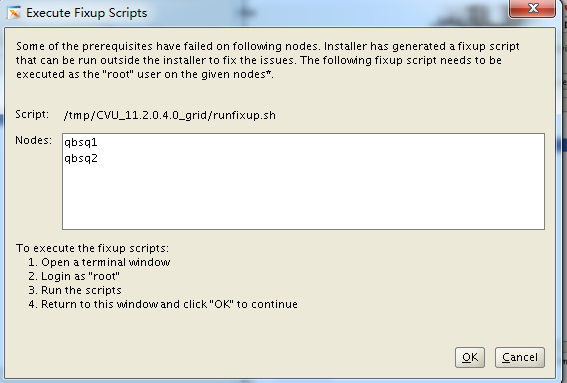 Execute Fixup Scripts
Some of the prerequisites have failed on following nodes. Installer has generated a fixup script
that can be run outside the installer to fix the issues. The following fixup script needs to be
executed as the "root" user on the given nodes*.
Script: /tmp/CVU_11.2.0.4.0_grid/runfixup.sh
Nodes: qbsq1
qbsq2
To execute the fixup scripts:
1. Open a terminal window
2. Login as "root"
3. Run the scripts
4. Return to this window and click "OK" to continue
OK Cancel